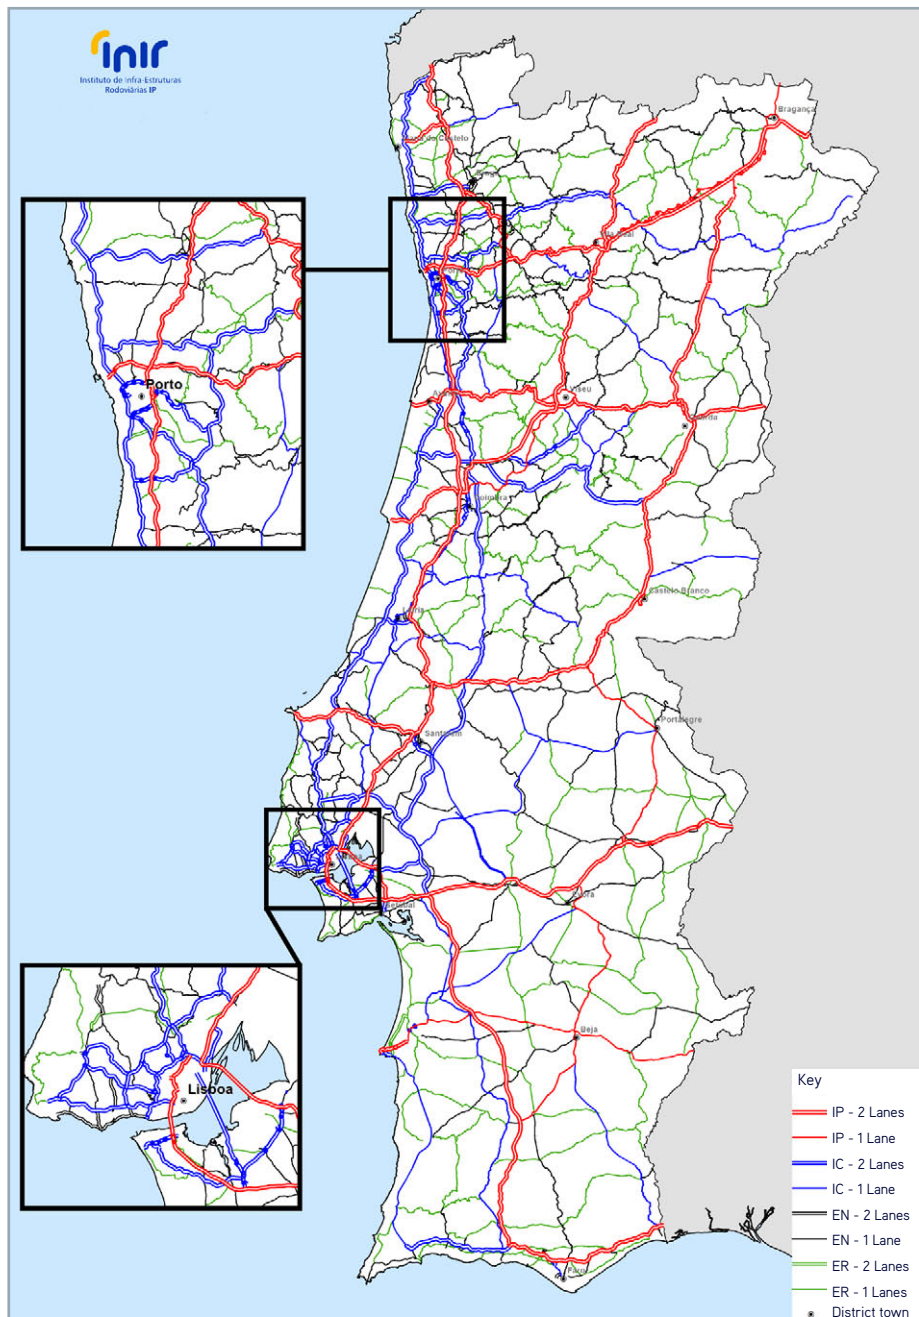 inir
Instituto de Infra-Estruturas
Rodoviárias IP
Bragança
Porto
Viseu
Coimbra
Leiria
Castelo Branco
Portalegre
Santarém
Évora
Setúbal
Beja
Lisboa
Faro
Key
IP - 2 Lanes
IP - 1 Lane
IC - 2 Lanes
IC - 1 Lane
EN - 2 Lanes
EN - 1 Lane
ER - 2 Lanes
ER - 1 Lanes
District town